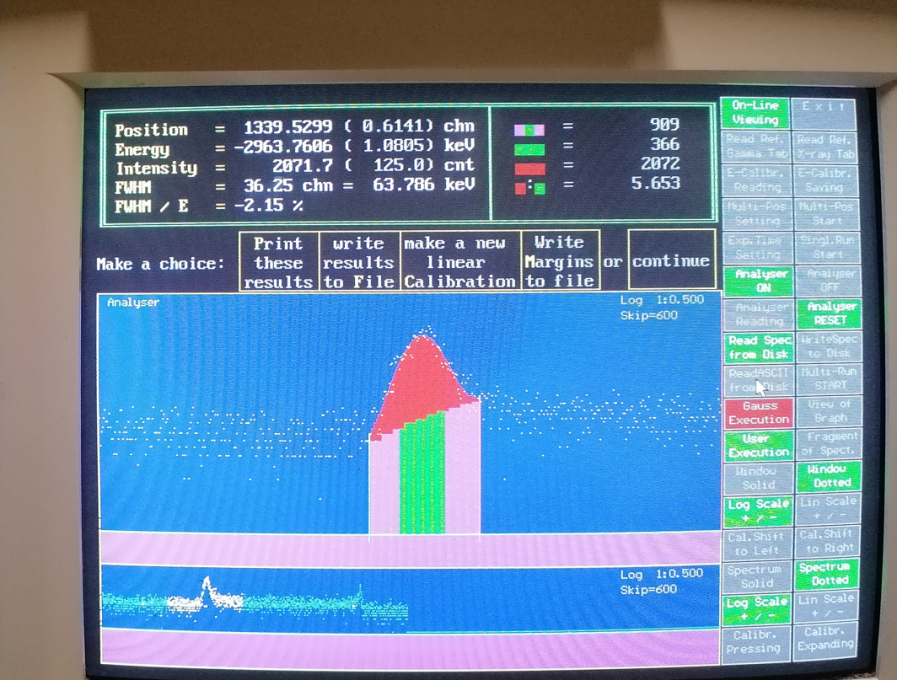 Position = 1339.5299 ( 0.6141) chn
Energy = -2963.7606 ( 1.0805) keV
Intensity = 2071.7 ( 125.0) cnt
FWHM = 36.25 chn = 63.786 keV
FWHM / E = -2.15 %
= 909
= 366
= 2072
: = 5.653
Make a choice:
Print these results
write results to File
make a new linear Calibration
Write Margins to file
or
continue
Analyser
Log 1:0.500
Skip=600
Log 1:0.500
Skip=600
On-Line Viewing
Exit
Read Ref. Gamma Tab
Read Ref. X-ray Tab
E-Calibr. Reading
E-Calibr. Saving
Multi-Pos Setting
Multi-Pos Start
Exp.Time Setting
Singl.Run Start
Analyser ON
Analyser OFF
Analyser Reading
Analyser RESET
Read Spec from Disk
WriteSpec to Disk
ReadASCII from Disk
Multi-Run START
Gauss Execution
View of Graph
User Execution
Fragment of Spect.
Window Solid
Window Dotted
Log Scale + / -
Lin Scale + / -
Cal.Shift to Left
Cal.Shift to Right
Spectrum Solid
Spectrum Dotted
Log Scale + / -
Lin Scale + / -
Calibr. Pressing
Calibr. Expanding